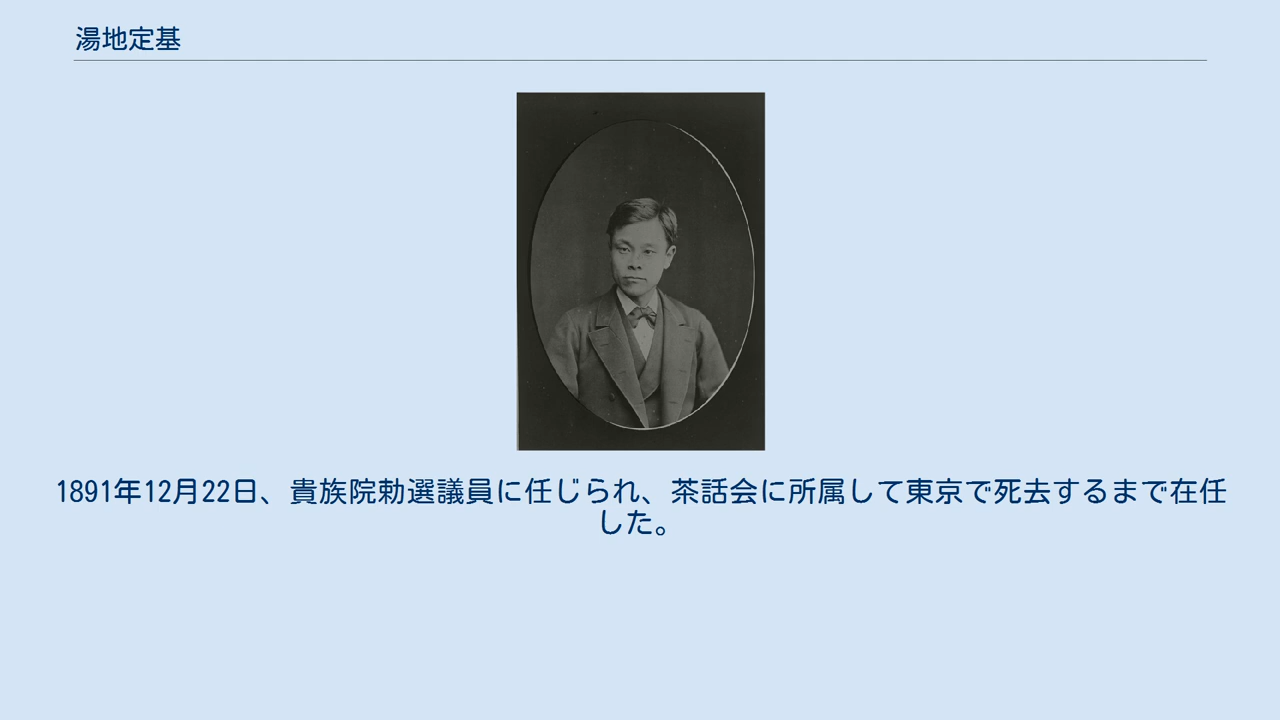 湯地定基
1891年12月22日、貴族院勅選議員に任じられ、茶話会に所属して東京で死去するまで在任
した。